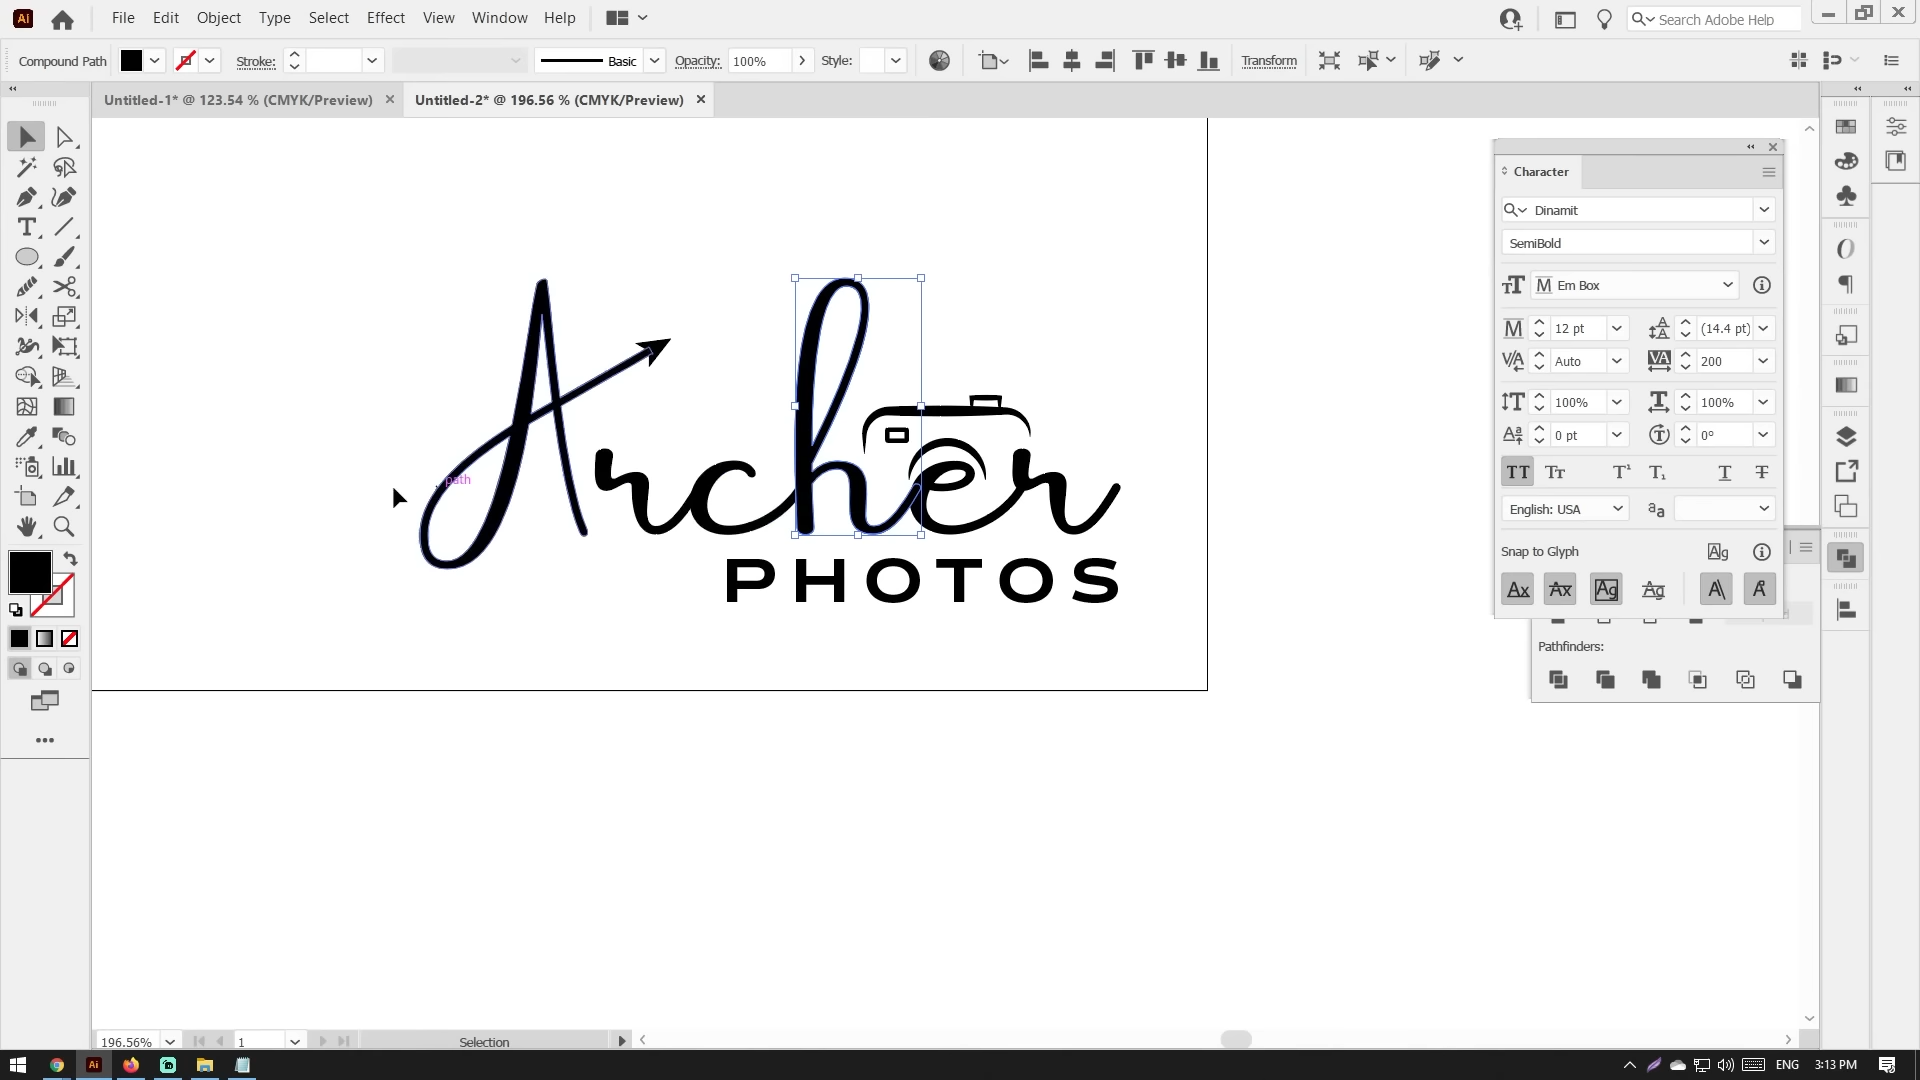 Ai File Edit Object Type Select Effect View Window Help Search Adobe Help
Compound Path Stroke: Basic Opacity: 100% Style: Transform
Untitled-1* @ 123.54 % (CMYK/Preview) Untitled-2* @ 196.56 % (CMYK/Preview)
Character
Dinamit
SemiBold
Em Box
12 pt (14.4 pt)
Auto 200
100% 100%
0 pt 0°
English: USA
Snap to Glyph
Pathfinders:
path
Archer
PHOTOS
196.56% 1 Selection
Ai ENG 3:13 PM